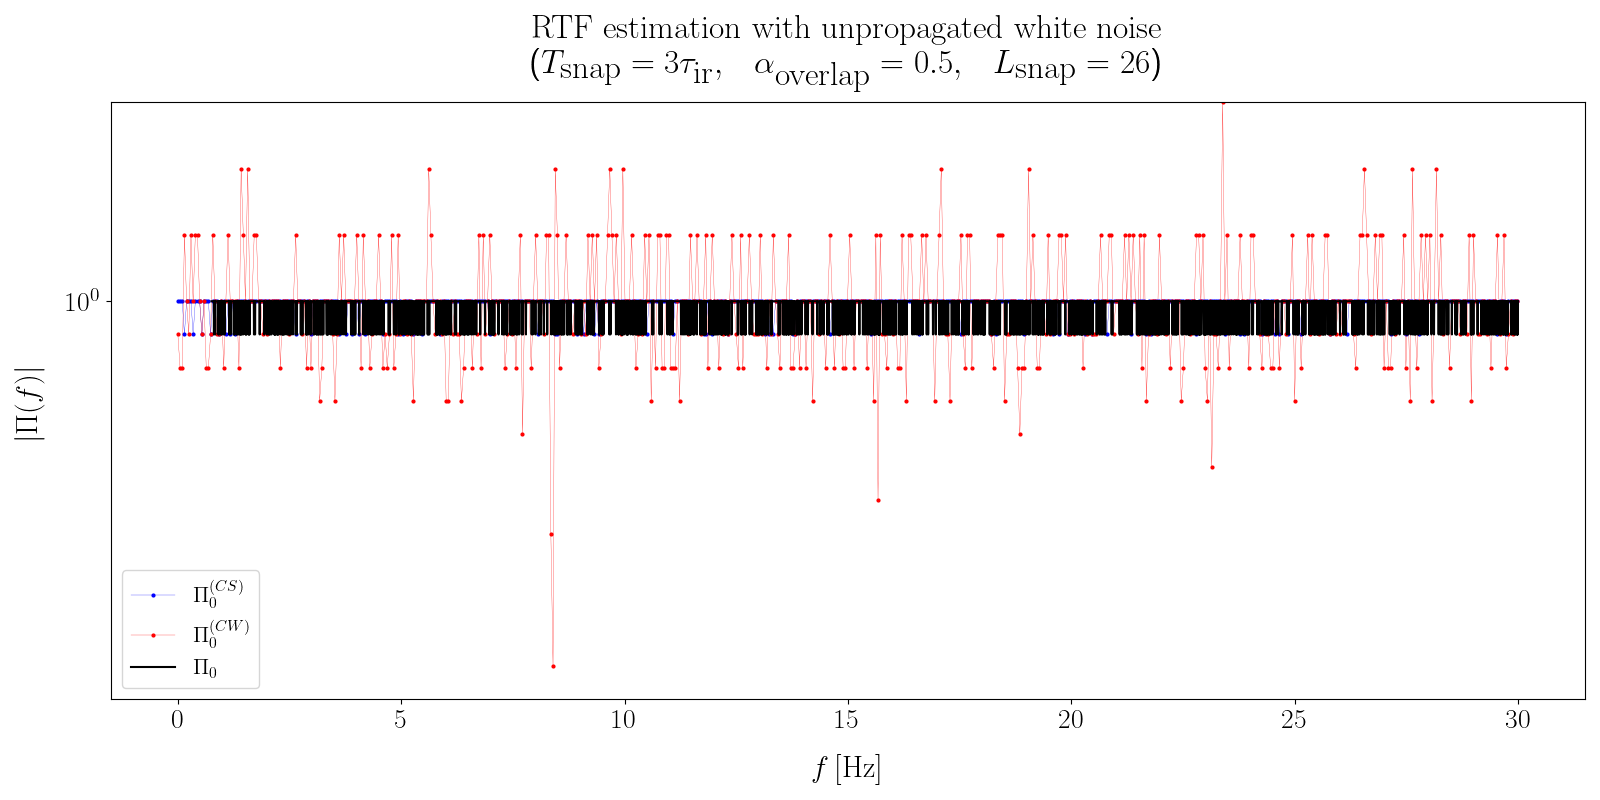 RTF estimation with unpropagated white noise
(T_snap = 3τ_ir, α_overlap = 0.5, L_snap = 26)
10^0
|Π(f)|
Π_0^(CS)
Π_0^(CW)
Π_0
0 5 10 15 20 25 30
f [Hz]